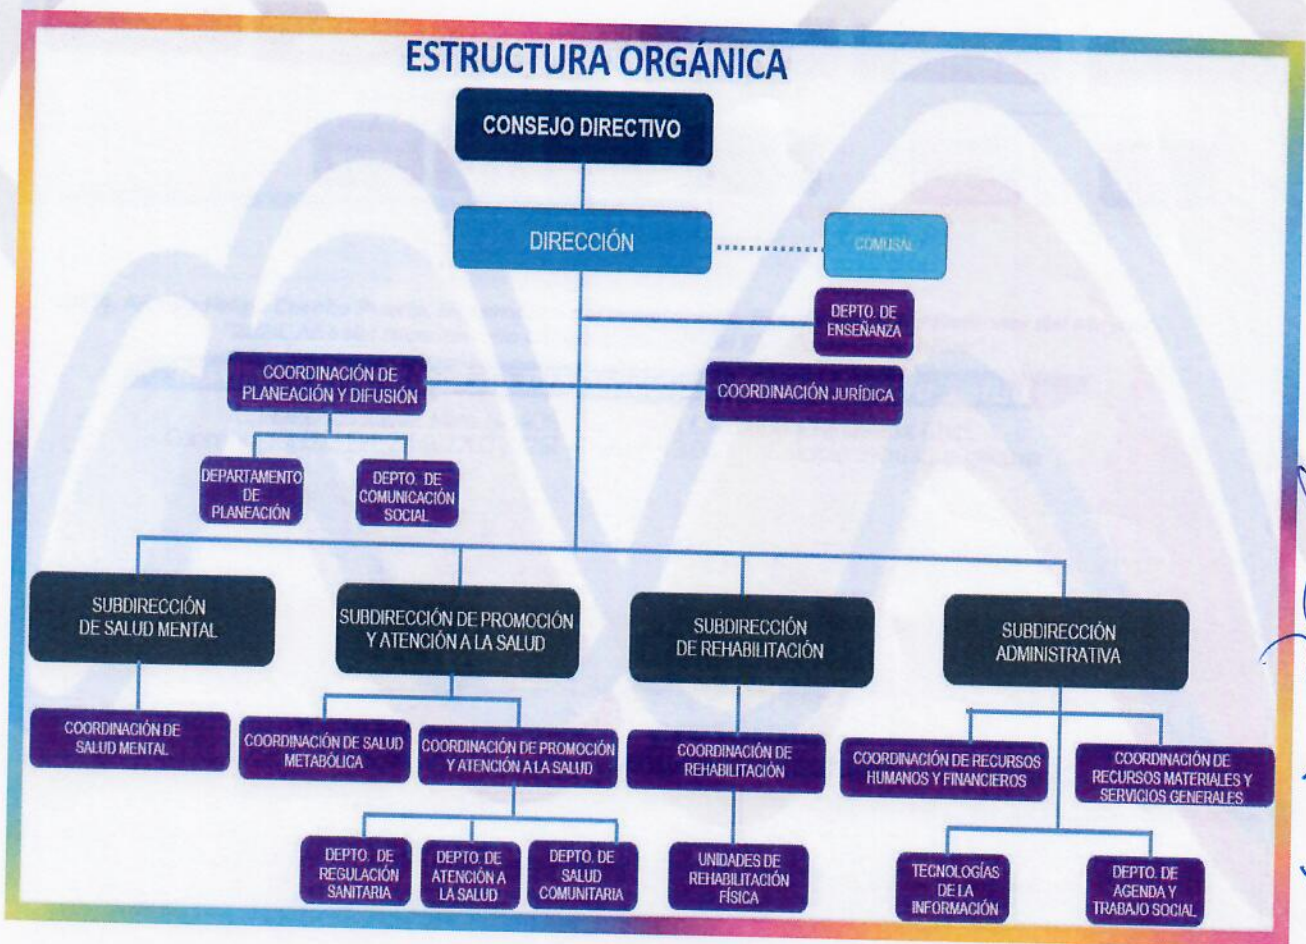 ESTRUCTURA ORGÁNICA
CONSEJO DIRECTIVO
DIRECCIÓN
COMUSAL
DEPTO. DE
ENSEÑANZA
COORDINACIÓN DE
PLANEACIÓN Y DIFUSIÓN
COORDINACIÓN JURÍDICA
DEPARTAMENTO
DE
PLANEACIÓN
DEPTO. DE
COMUNICACIÓN
SOCIAL
SUBDIRECCIÓN
DE SALUD MENTAL
SUBDIRECCIÓN DE PROMOCIÓN
Y ATENCIÓN A LA SALUD
SUBDIRECCIÓN
DE REHABILITACIÓN
SUBDIRECCIÓN
ADMINISTRATIVA
COORDINACIÓN DE
SALUD MENTAL
COORDINACIÓN DE SALUD
METABÓLICA
COORDINACIÓN DE PROMOCIÓN
Y ATENCIÓN A LA SALUD
COORDINACIÓN DE
REHABILITACIÓN
COORDINACIÓN DE RECURSOS
HUMANOS Y FINANCIEROS
COORDINACIÓN DE
RECURSOS MATERIALES Y
SERVICIOS GENERALES
DEPTO. DE
REGULACIÓN
SANITARIA
DEPTO. DE
ATENCIÓN A
LA SALUD
DEPTO. DE
SALUD
COMUNITARIA
UNIDADES DE
REHABILITACIÓN
FÍSICA
TECNOLOGÍAS
DE LA
INFORMACIÓN
DEPTO. DE
AGENDA Y
TRABAJO SOCIAL